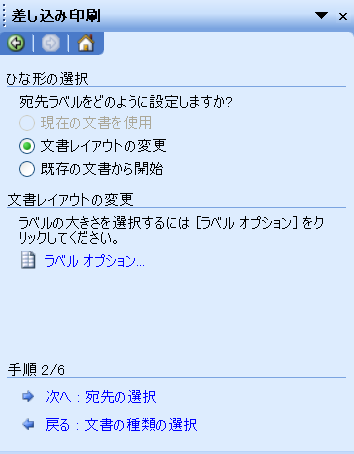 差し込み印刷
ひな形の選択
宛先ラベルをどのように設定しますか?
現在の文書を使用
文書レイアウトの変更
既存の文書から開始
文書レイアウトの変更
ラベルの大きさを選択するには [ラベル オプション] をク
リックしてください。
ラベル オプション...
手順 2/6
次へ : 宛先の選択
戻る : 文書の種類の選択